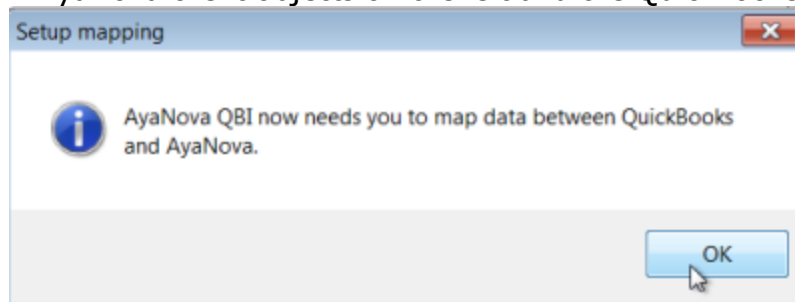 Setup mapping
AyaNova QBI now needs you to map data between QuickBooks
and AyaNova.
OK